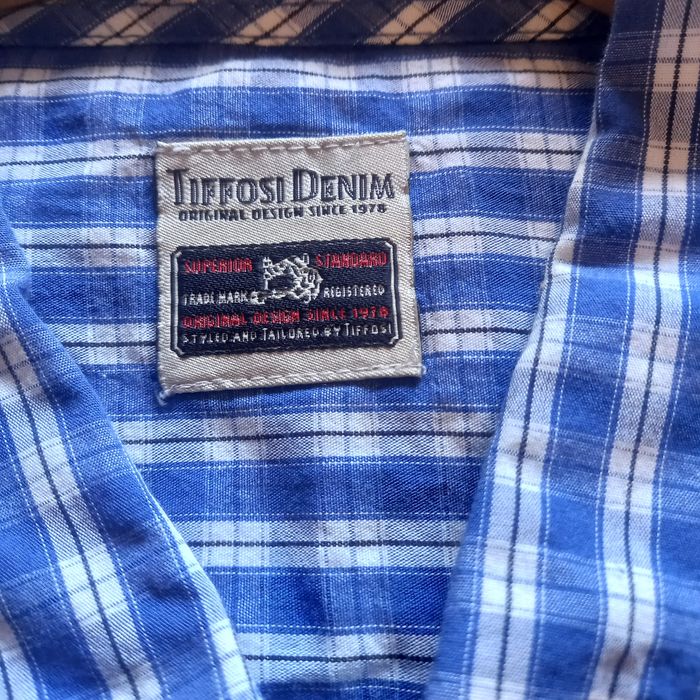 TIFFOSI DENIM
ORIGINAL DESIGN SINCE 1978
SUPERIOR STANDARD
TRADE MARK REGISTERED
ORIGINAL DESIGN SINCE 1978
STYLED AND TAILORED BY TIFFOSI